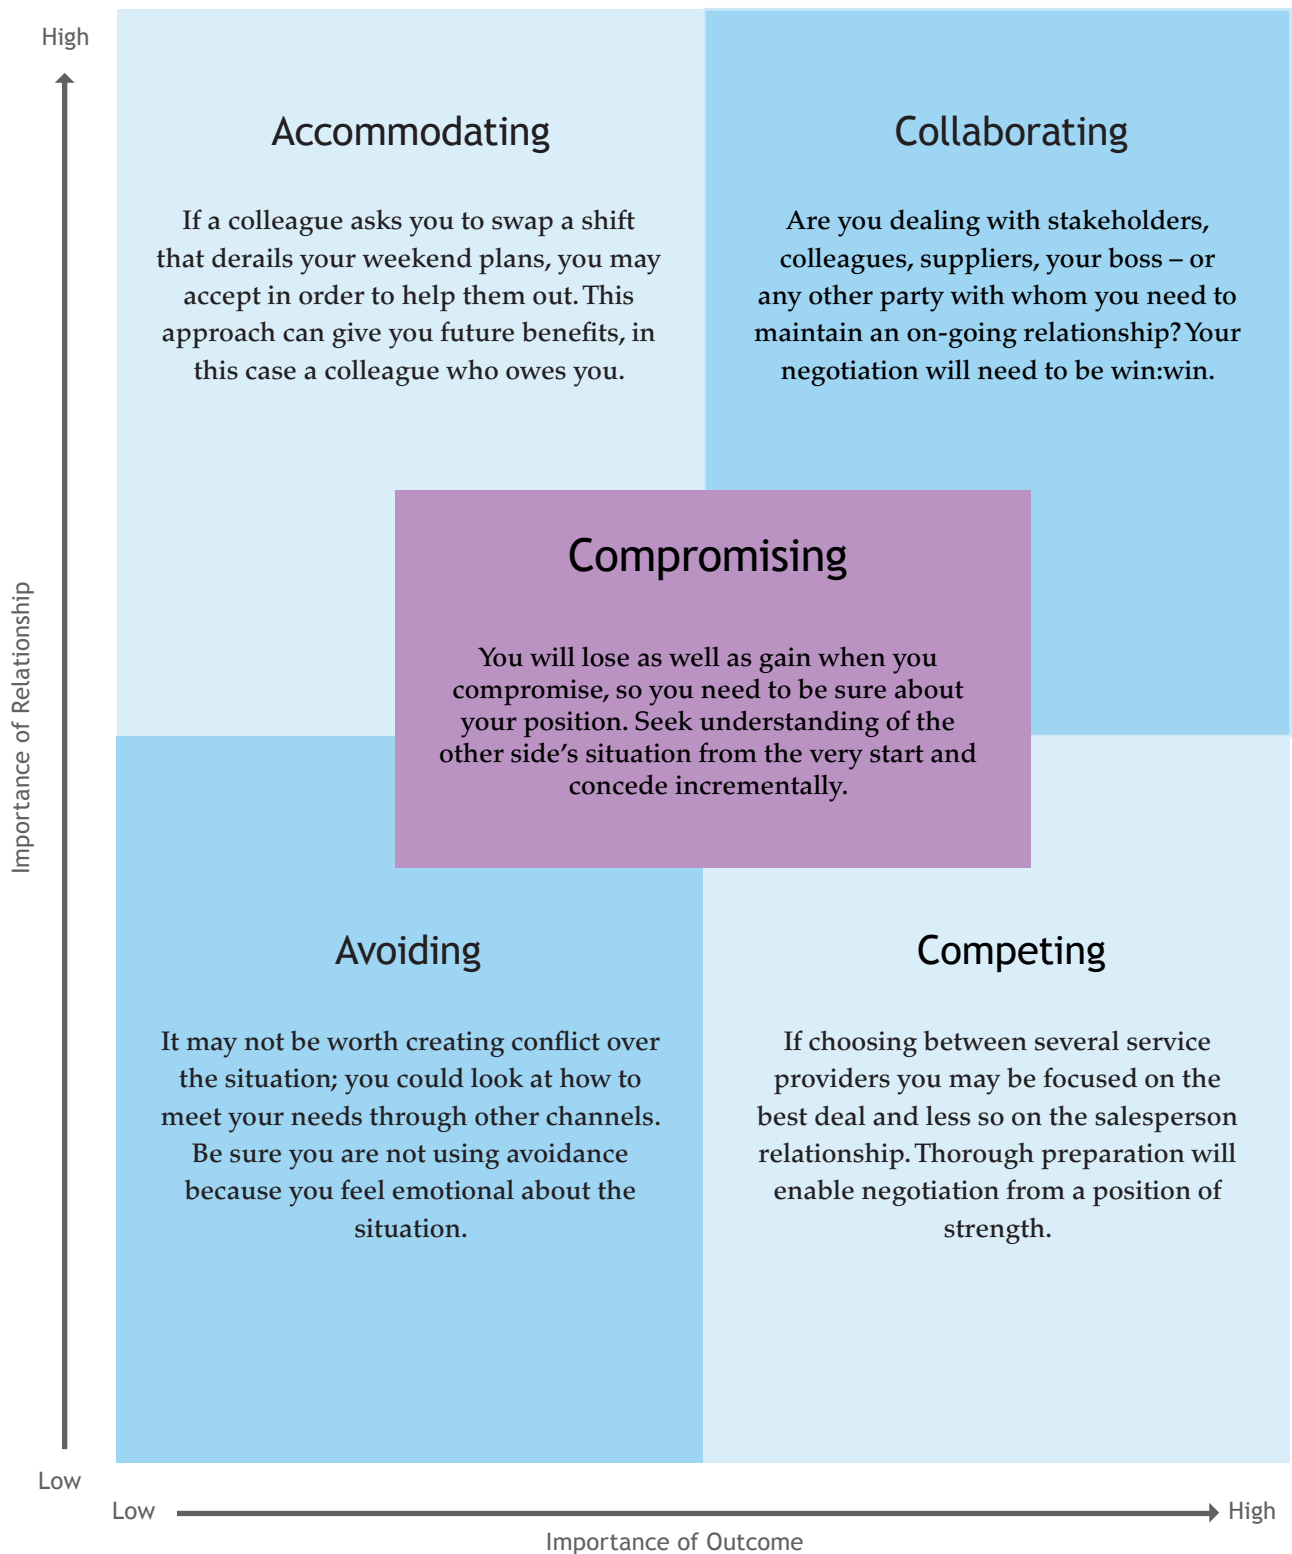 High
Accommodating
If a colleague asks you to swap a shift
that derails your weekend plans, you may
accept in order to help them out. This
approach can give you future benefits, in
this case a colleague who owes you.
Collaborating
Are you dealing with stakeholders,
colleagues, suppliers, your boss – or
any other party with whom you need to
maintain an on-going relationship? Your
negotiation will need to be win:win.
Importance of Relationship
Compromising
You will lose as well as gain when you
compromise, so you need to be sure about
your position. Seek understanding of the
other side's situation from the very start and
concede incrementally.
Avoiding
It may not be worth creating conflict over
the situation; you could look at how to
meet your needs through other channels.
Be sure you are not using avoidance
because you feel emotional about the
situation.
Competing
If choosing between several service
providers you may be focused on the
best deal and less so on the salesperson
relationship. Thorough preparation will
enable negotiation from a position of
strength.
Low
Low
High
Importance of Outcome